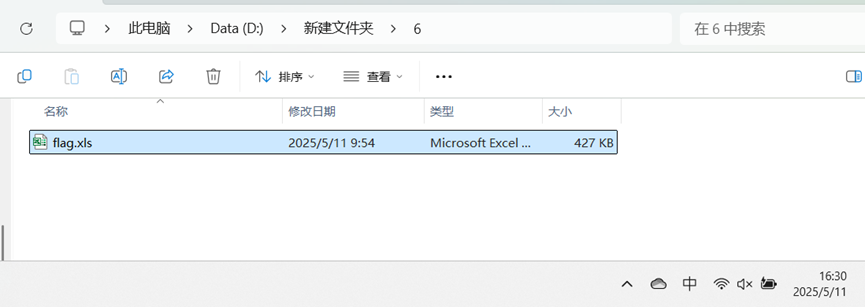 此电脑 > Data (D:) > 新建文件夹 > 6
在 6 中搜索
排序 查看 ...
名称 修改日期 类型 大小
flag.xls 2025/5/11 9:54 Microsoft Excel ... 427 KB
中 16:30
2025/5/11